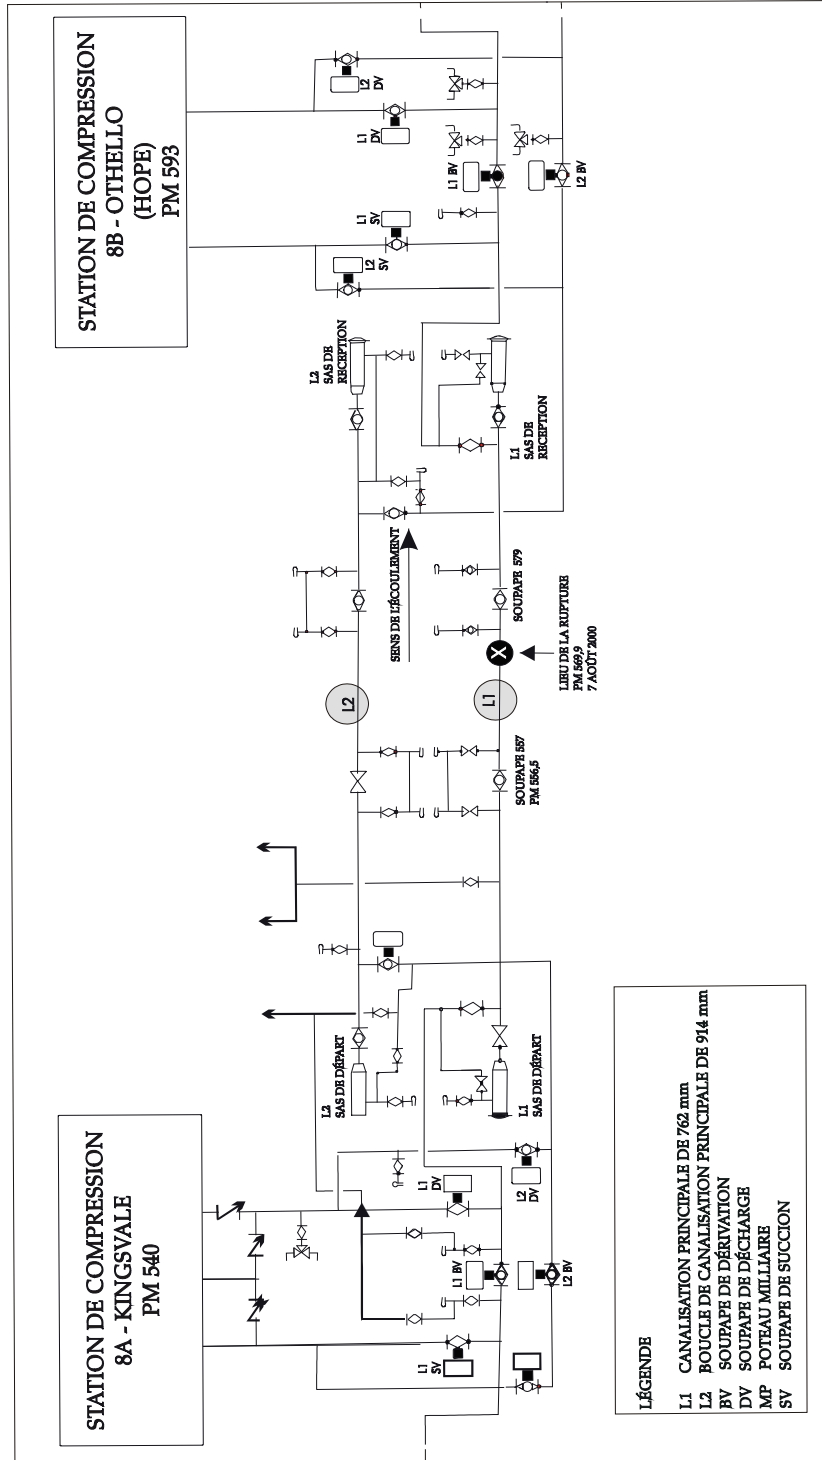 STATION DE COMPRESSION
8A - KINGSVALE
PM 540
STATION DE COMPRESSION
8B - OTHELLO
(HOPE)
PM 593
L1
SV
L1 BV
L2 BV
L1
DV
L2
DV
L2
SAS DE DÉPART
L1
SAS DE DÉPART
SOUPAPE 557
PM 556,5
L2
L1
LIEU DE LA RUPTURE
PM 569,9
7 AOÛT 2000
X
SENS DE L'ÉCOULEMENT
SOUPAPE 579
L2
SAS DE
RECEPTION
L1
SAS DE
RECEPTION
L2
SV
L1
SV
L1 BV
L2 BV
L1
DV
L2
DV
LÉGENDE
L1 CANALISATION PRINCIPALE DE 762 mm
L2 BOUCLE DE CANALISATION PRINCIPALE DE 914 mm
BV SOUPAPE DE DÉRIVATION
DV SOUPAPE DE DÉCHARGE
MP POTEAU MILLIAIRE
SV SOUPAPE DE SUCCION